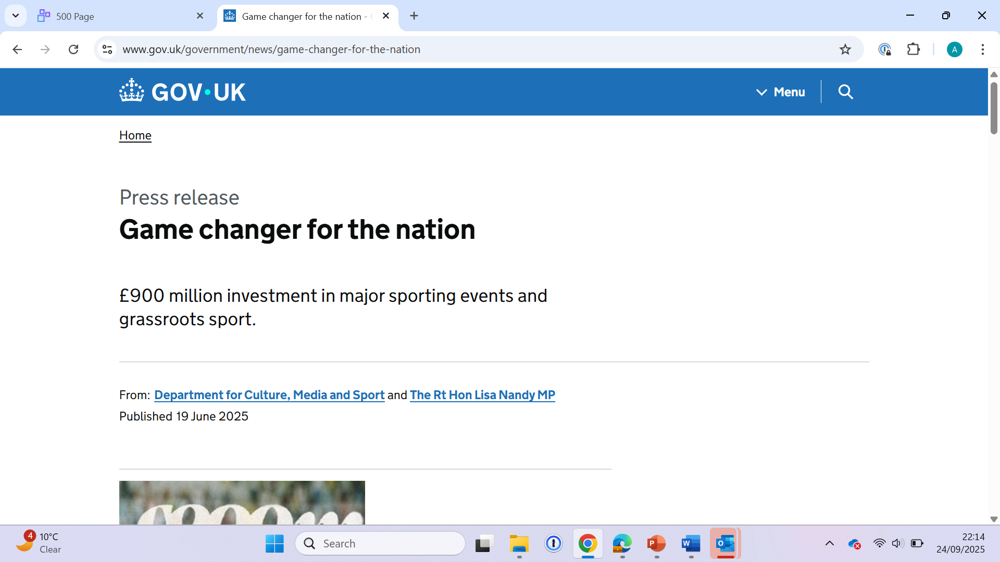 500 Page
Game changer for the nation -
www.gov.uk/government/news/game-changer-for-the-nation
A
GOV·UK
Menu
Home
Press release
Game changer for the nation
£900 million investment in major sporting events and
grassroots sport.
From: Department for Culture, Media and Sport and The Rt Hon Lisa Nandy MP
Published 19 June 2025
4
10°C
Clear
Search
P
W
O
22:14
24/09/2025